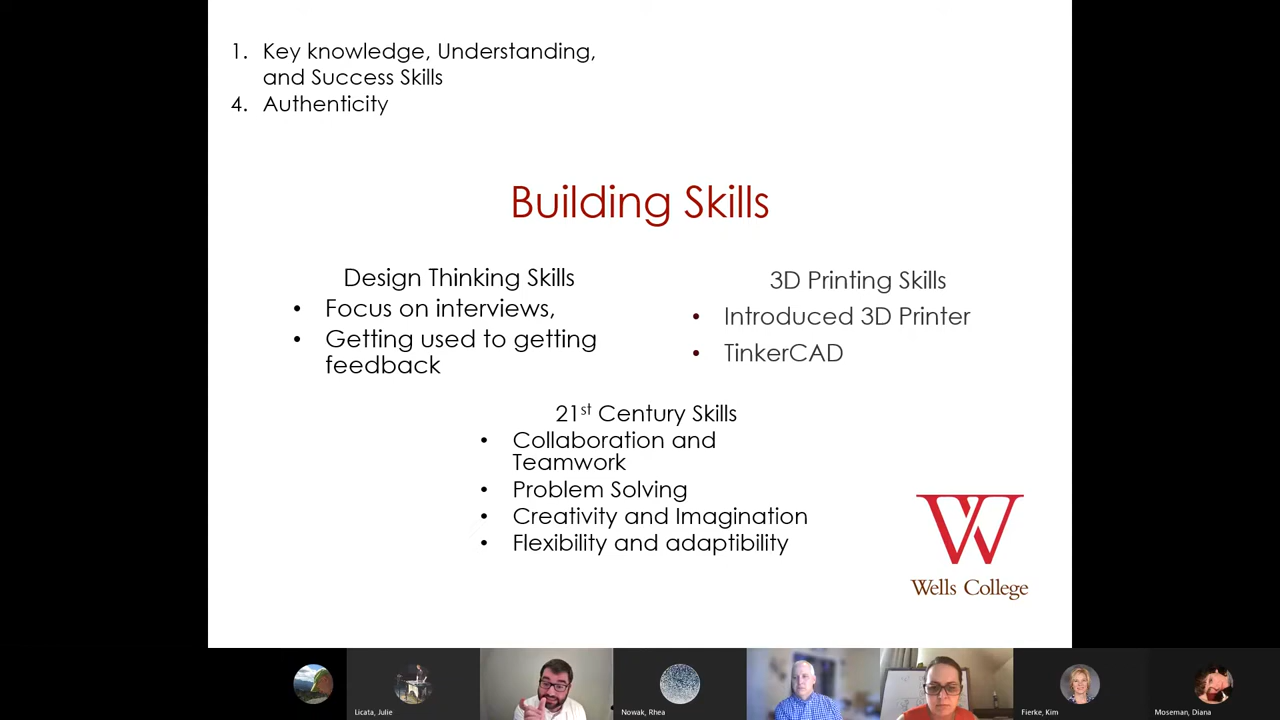 1. Key knowledge, Understanding,
and Success Skills
4. Authenticity
Building Skills
Design Thinking Skills
• Focus on interviews,
• Getting used to getting
feedback
3D Printing Skills
• Introduced 3D Printer
• TinkerCAD
21st Century Skills
• Collaboration and
Teamwork
• Problem Solving
• Creativity and Imagination
• Flexibility and adaptibility
W
Wells College
Licata, Julie
Nowak, Rhea
Fierke, Kim
Moseman, Diana